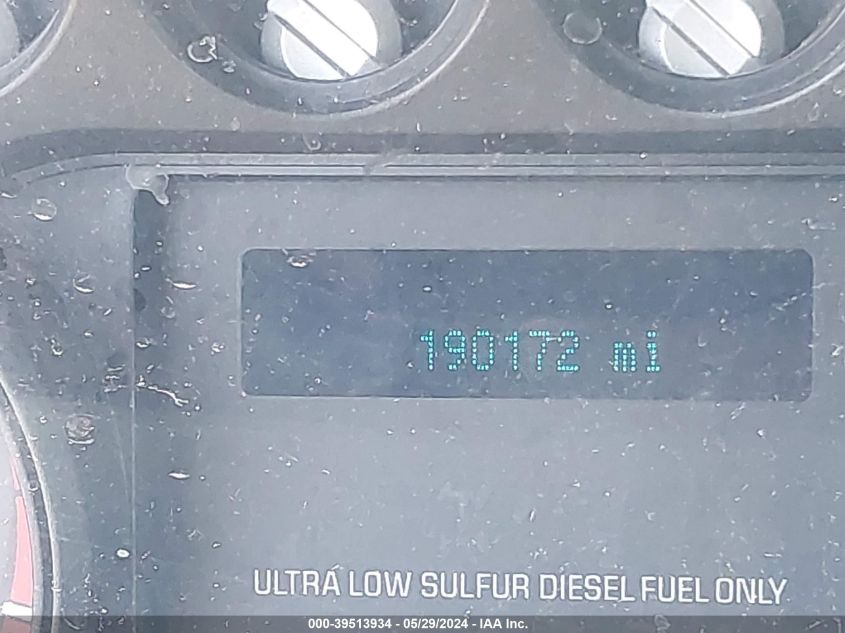 190172 mi
ULTRA LOW SULFUR DIESEL FUEL ONLY
000-39513934 - 05/29/2024 - IAA Inc.